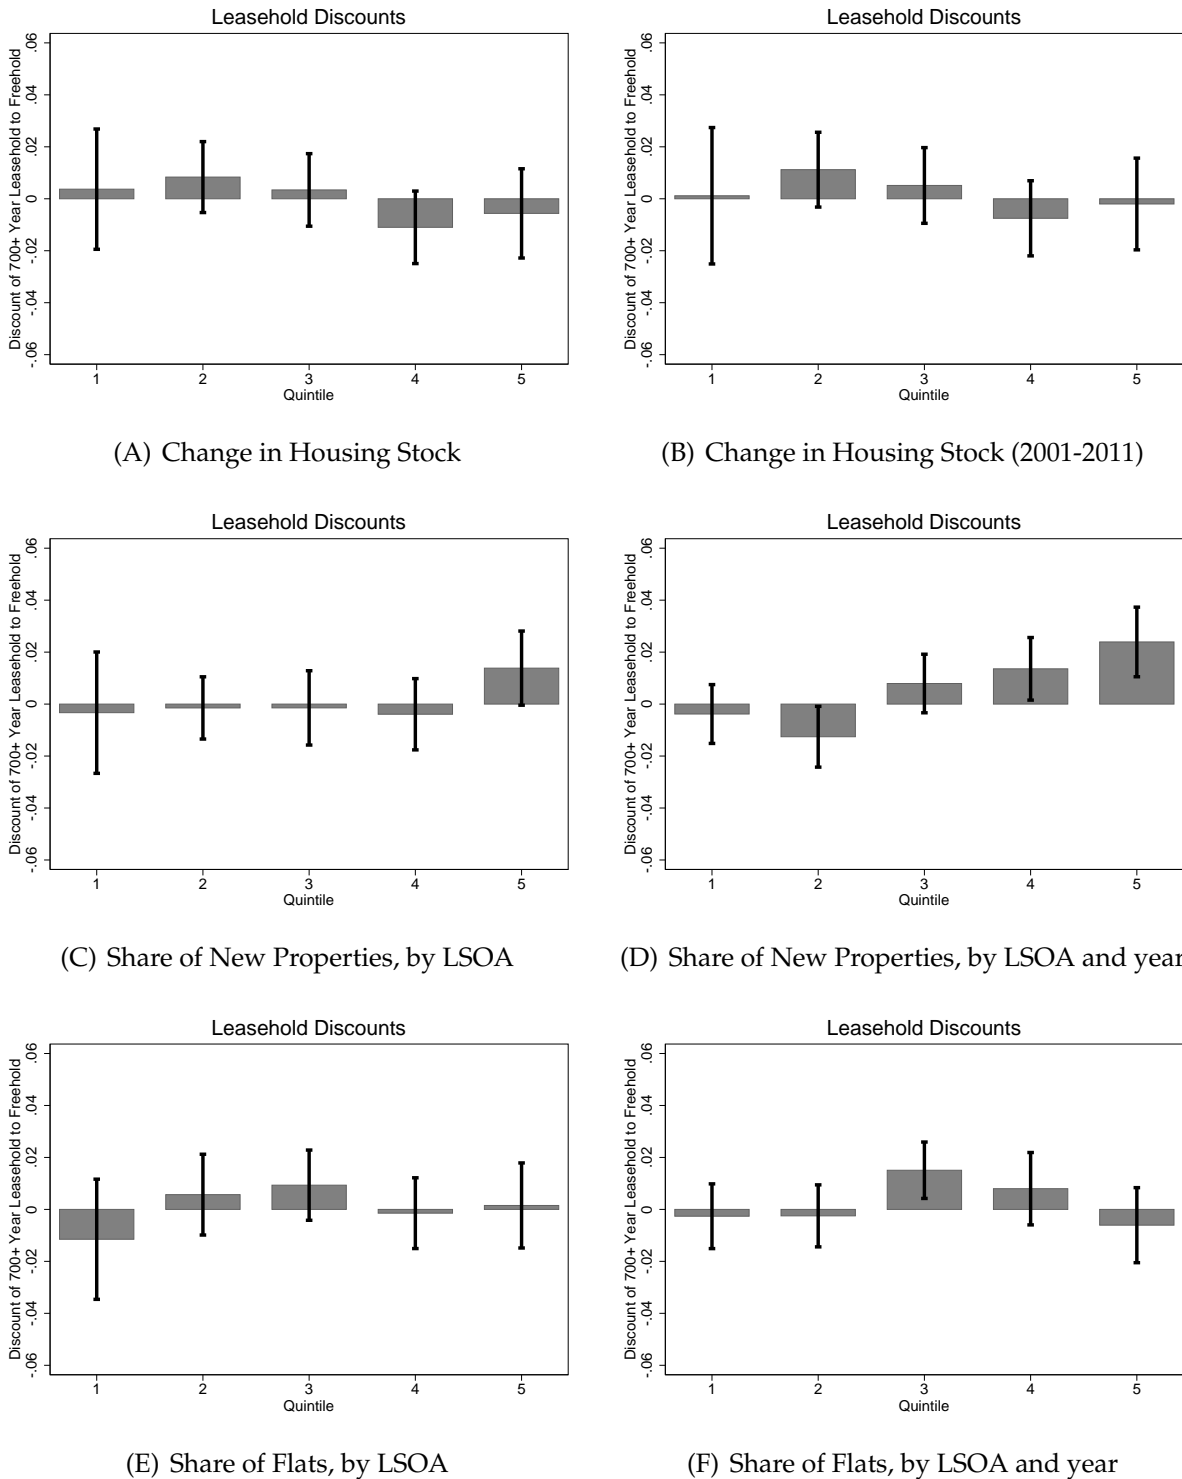 Leasehold Discounts
Discount of 700+ Year Leasehold to Freehold
.06
.04
.02
0
-.02
-.04
-.06
1 2 3 4 5
Quintile
(A) Change in Housing Stock
Leasehold Discounts
Discount of 700+ Year Leasehold to Freehold
.06
.04
.02
0
-.02
-.04
-.06
1 2 3 4 5
Quintile
(B) Change in Housing Stock (2001-2011)
Leasehold Discounts
Discount of 700+ Year Leasehold to Freehold
.06
.04
.02
0
-.02
-.04
-.06
1 2 3 4 5
Quintile
(C) Share of New Properties, by LSOA
Leasehold Discounts
Discount of 700+ Year Leasehold to Freehold
.06
.04
.02
0
-.02
-.04
-.06
1 2 3 4 5
Quintile
(D) Share of New Properties, by LSOA and year
Leasehold Discounts
Discount of 700+ Year Leasehold to Freehold
.06
.04
.02
0
-.02
-.04
-.06
1 2 3 4 5
Quintile
(E) Share of Flats, by LSOA
Leasehold Discounts
Discount of 700+ Year Leasehold to Freehold
.06
.04
.02
0
-.02
-.04
-.06
1 2 3 4 5
Quintile
(F) Share of Flats, by LSOA and year